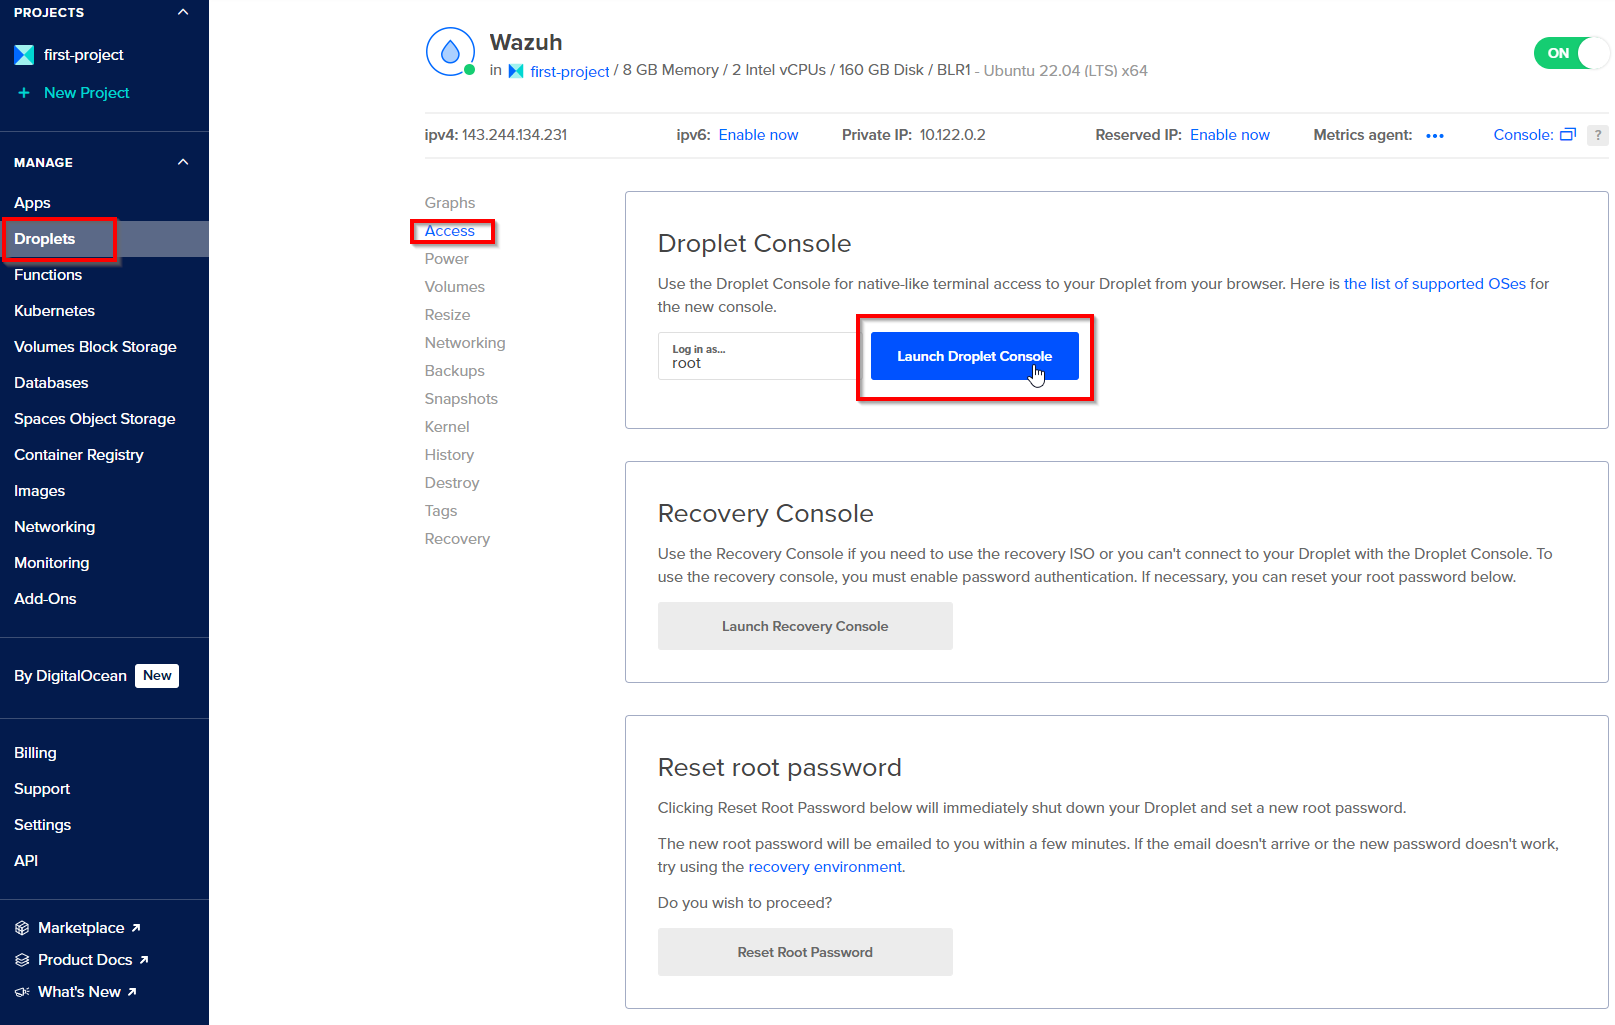 PROJECTS
first-project
+ New Project
MANAGE
Apps
Droplets
Functions
Kubernetes
Volumes Block Storage
Databases
Spaces Object Storage
Container Registry
Images
Networking
Monitoring
Add-Ons
By DigitalOcean New
Billing
Support
Settings
API
Marketplace
Product Docs
What's New
Wazuh
in first-project / 8 GB Memory / 2 Intel vCPUs / 160 GB Disk / BLR1 - Ubuntu 22.04 (LTS) x64
ON
ipv4: 143.244.134.231 ipv6: Enable now Private IP: 10.122.0.2 Reserved IP: Enable now Metrics agent: ••• Console: ?
Graphs
Access
Power
Volumes
Resize
Networking
Backups
Snapshots
Kernel
History
Destroy
Tags
Recovery
Droplet Console
Use the Droplet Console for native-like terminal access to your Droplet from your browser. Here is the list of supported OSes for
the new console.
Log in as...
root
Launch Droplet Console
Recovery Console
Use the Recovery Console if you need to use the recovery ISO or you can't connect to your Droplet with the Droplet Console. To
use the recovery console, you must enable password authentication. If necessary, you can reset your root password below.
Launch Recovery Console
Reset root password
Clicking Reset Root Password below will immediately shut down your Droplet and set a new root password.
The new root password will be emailed to you within a few minutes. If the email doesn't arrive or the new password doesn't work,
try using the recovery environment.
Do you wish to proceed?
Reset Root Password